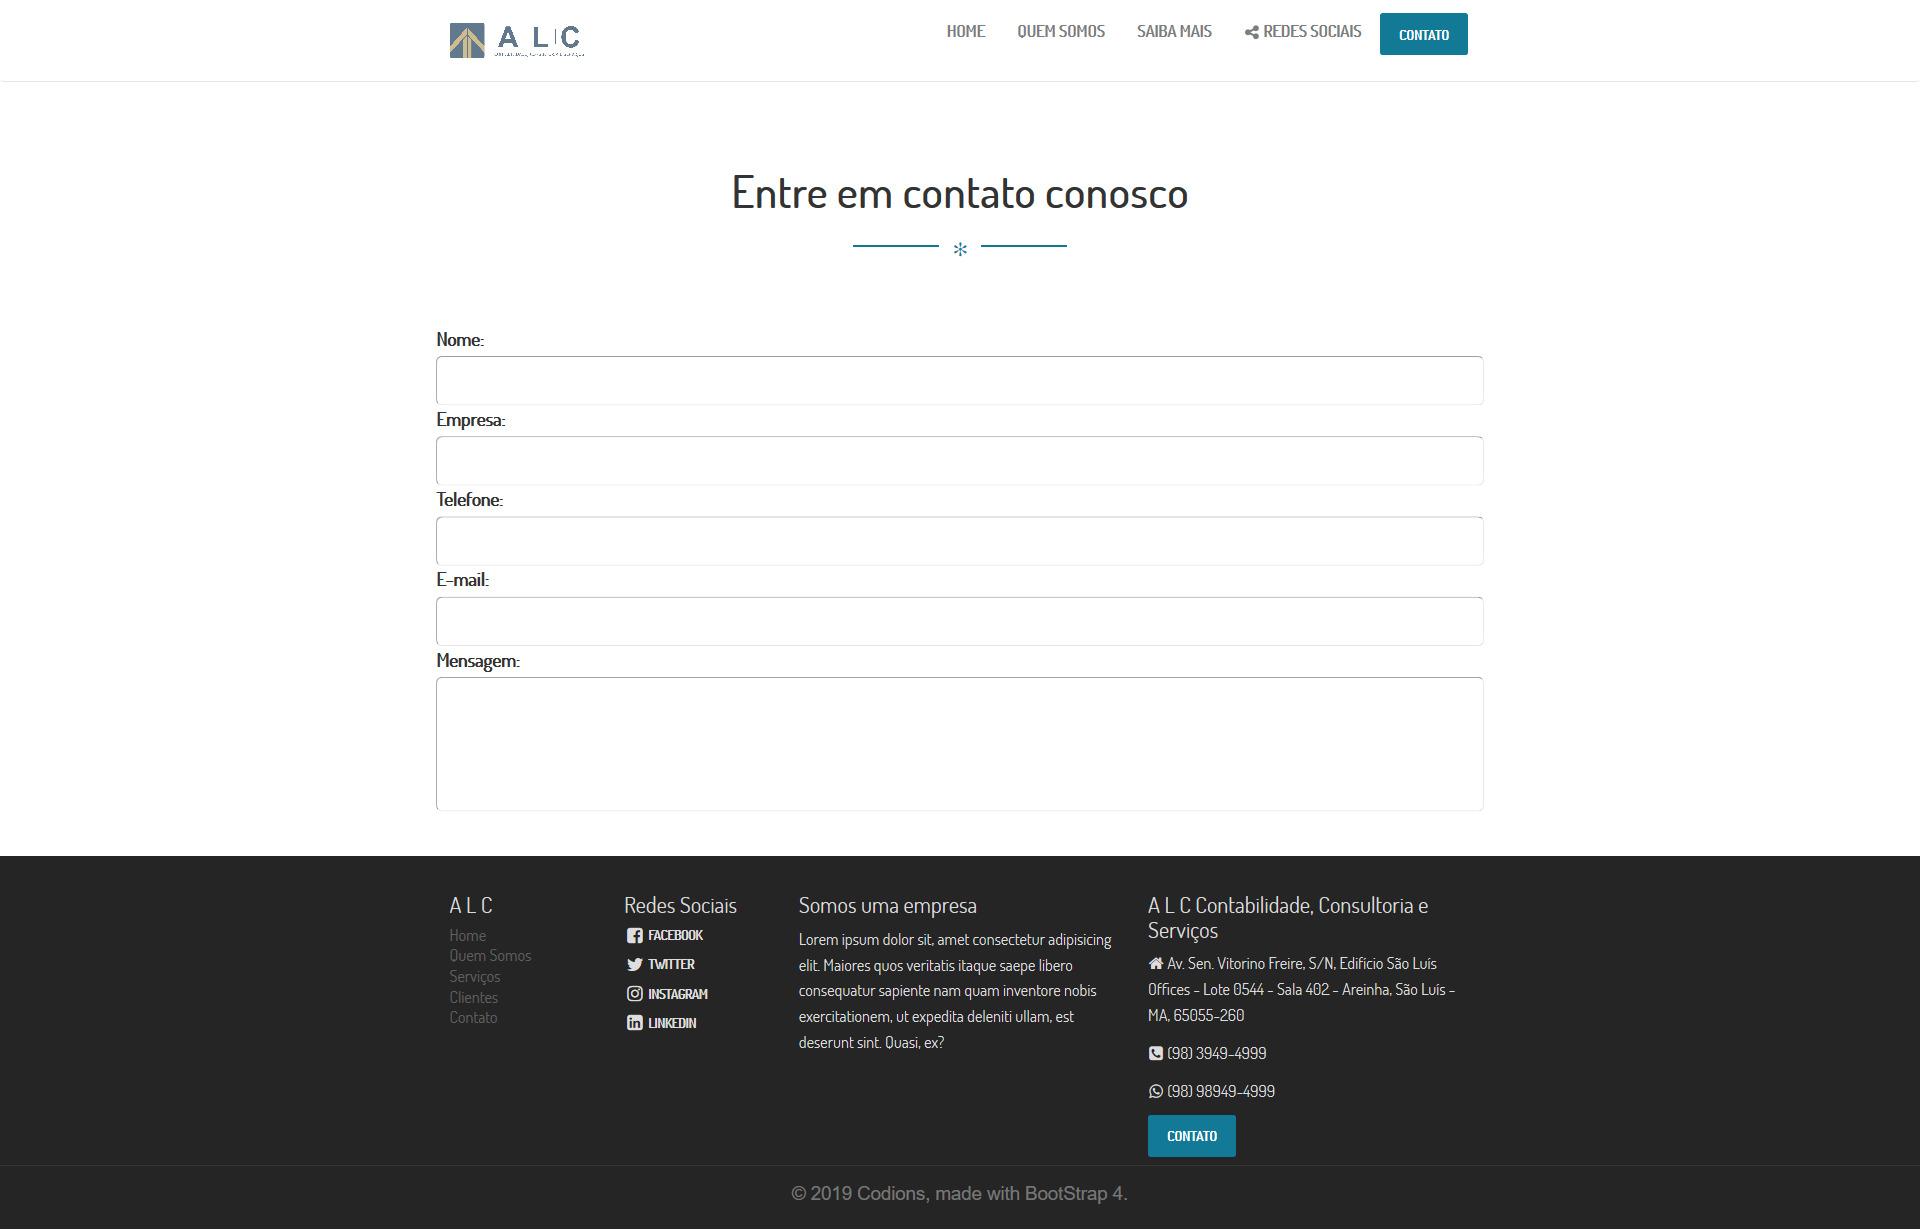 A L C
HOME
QUEM SOMOS
SAIBA MAIS
REDES SOCIAIS
CONTATO
Entre em contato conosco
Nome:
Empresa:
Telefone:
E-mail:
Mensagem:
A L C
Home
Quem Somos
Serviços
Clientes
Contato
Redes Sociais
FACEBOOK
TWITTER
INSTAGRAM
LINKEDIN
Somos uma empresa
Lorem ipsum dolor sit, amet consectetur adipisicing
elit. Maiores quos veritatis itaque saepe libero
consequatur sapiente nam quam inventore nobis
exercitationem, ut expedita deleniti ullam, est
deserunt sint. Quasi, ex?
A L C Contabilidade, Consultoria e
Serviços
Av. Sen. Vitorino Freire, S/N, Edifício São Luís
Offices - Lote 0544 - Sala 402 - Areinha, São Luís -
MA, 65055-260
(98) 3949-4999
(98) 98949-4999
CONTATO
© 2019 Codions, made with BootStrap 4.